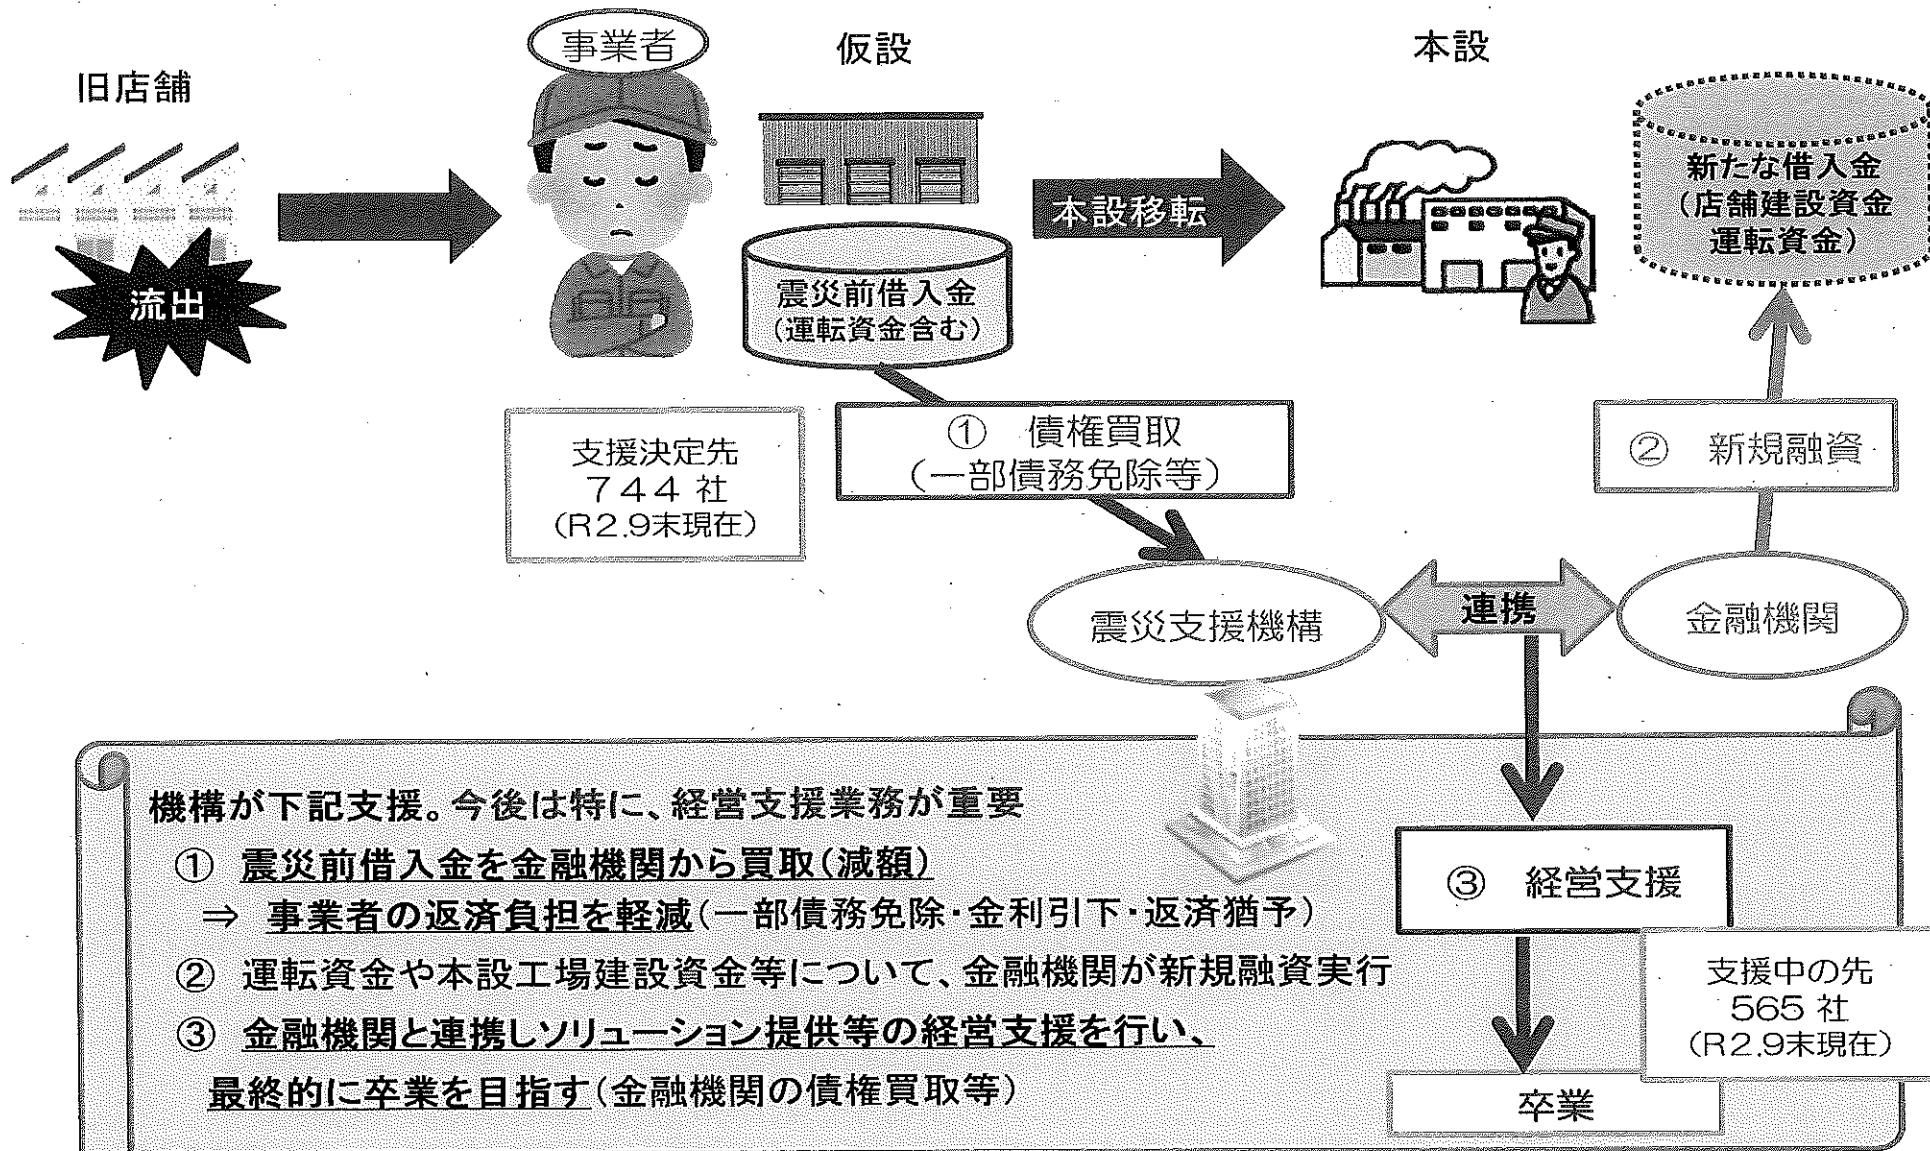 旧店舗
流出
事業者
仮設
震災前借入金
(運転資金含む)
本設移転
本設
新たな借入金
(店舗建設資金
運転資金)
支援決定先
744 社
(R2.9末現在)
① 債権買取
(一部債務免除等)
② 新規融資
震災支援機構
連携
金融機関
機構が下記支援。今後は特に、経営支援業務が重要
① 震災前借入金を金融機関から買取(減額)
⇒ 事業者の返済負担を軽減(一部債務免除・金利引下・返済猶予)
② 運転資金や本設工場建設資金等について、金融機関が新規融資実行
③ 金融機関と連携しソリューション提供等の経営支援を行い、
最終的に卒業を目指す(金融機関の債権買取等)
③ 経営支援
支援中の先
565 社
(R2.9末現在)
卒業